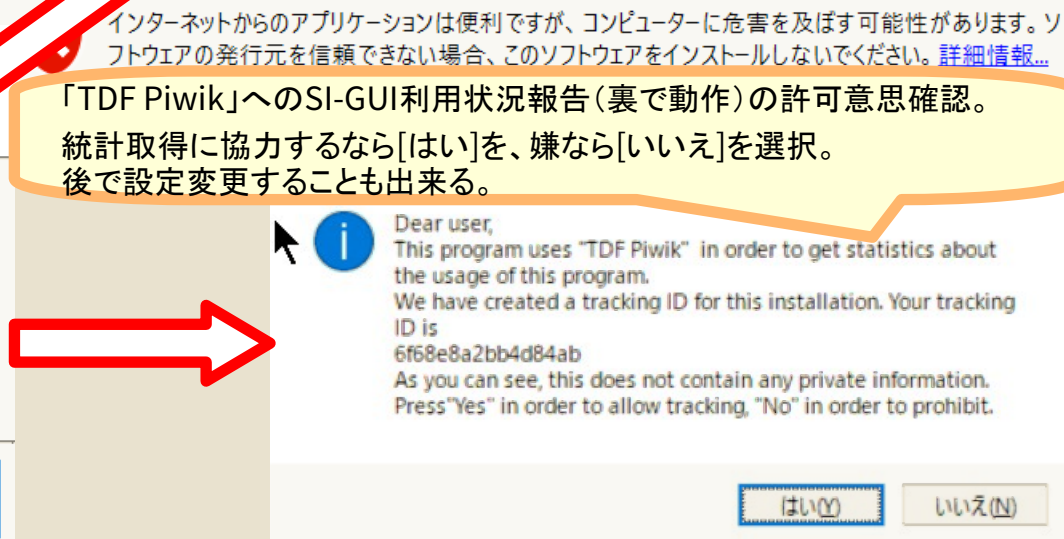 インターネットからのアプリケーションは便利ですが、コンピューターに危害を及ぼす可能性があります。ソ
フトウェアの発行元を信頼できない場合、このソフトウェアをインストールしないでください。詳細情報...
「TDF Piwik」へのSI-GUI利用状況報告（裏で動作）の許可意思確認。
統計取得に協力するなら[はい]を、嫌なら[いいえ]を選択。
後で設定変更することも出来る。
Dear user,
This program uses "TDF Piwik" in order to get statistics about
the usage of this program.
We have created a tracking ID for this installation. Your tracking
ID is
6f68e8a2bb4d84ab
As you can see, this does not contain any private information.
Press"Yes" in order to allow tracking, "No" in order to prohibit.
はい(Y)
いいえ(N)